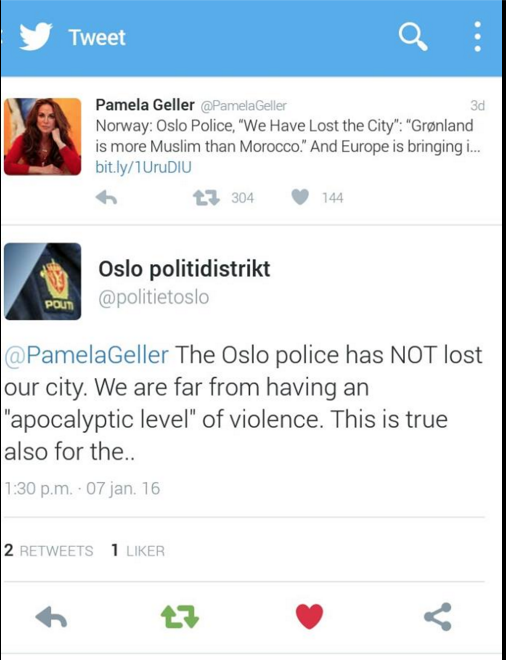 Tweet
Pamela Geller @PamelaGeller 3d
Norway: Oslo Police, “We Have Lost the City”: “Grønland
is more Muslim than Morocco.” And Europe is bringing i...
bit.ly/1UruDIU
304 144
POLITI
Oslo politidistrikt
@politietoslo
@PamelaGeller The Oslo police has NOT lost
our city. We are far from having an
"apocalyptic level" of violence. This is true
also for the..
1:30 p.m. · 07 jan. 16
2 RETWEETS 1 LIKER